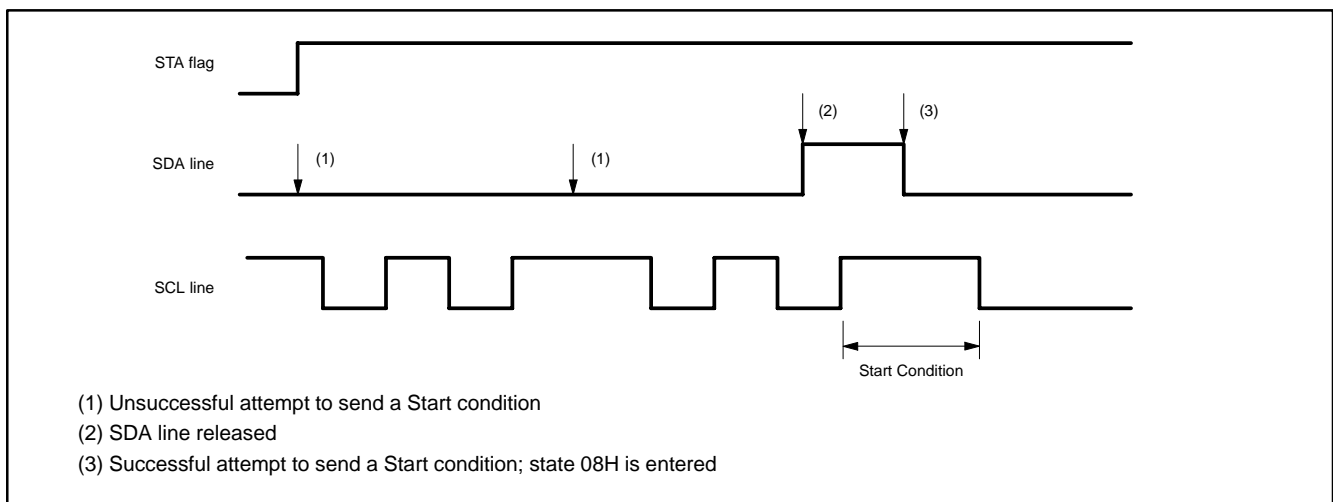 STA flag
(2)
(3)
SDA line
(1)
(1)
SCL line
Start Condition
(1) Unsuccessful attempt to send a Start condition
(2) SDA line released
(3) Successful attempt to send a Start condition; state 08H is entered